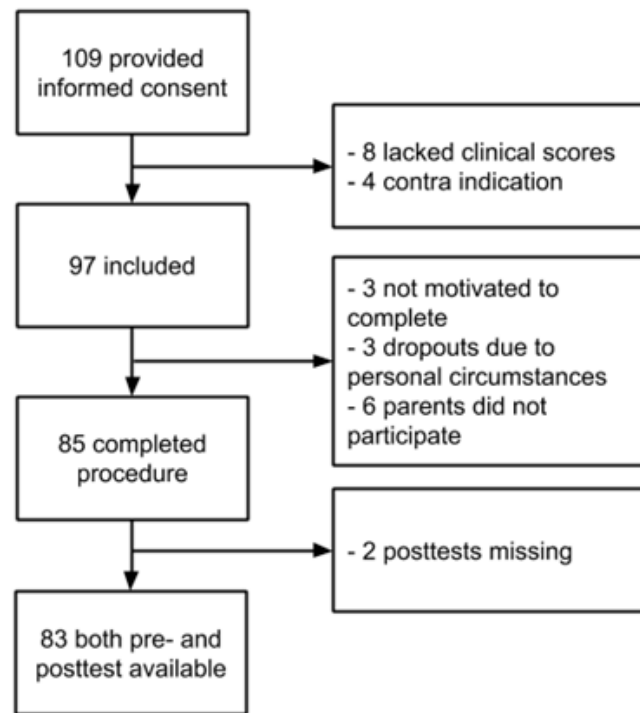 109 provided
informed consent
- 8 lacked clinical scores
- 4 contra indication
97 included
- 3 not motivated to
complete
- 3 dropouts due to
personal circumstances
- 6 parents did not
participate
85 completed
procedure
- 2 posttests missing
83 both pre- and
posttest available